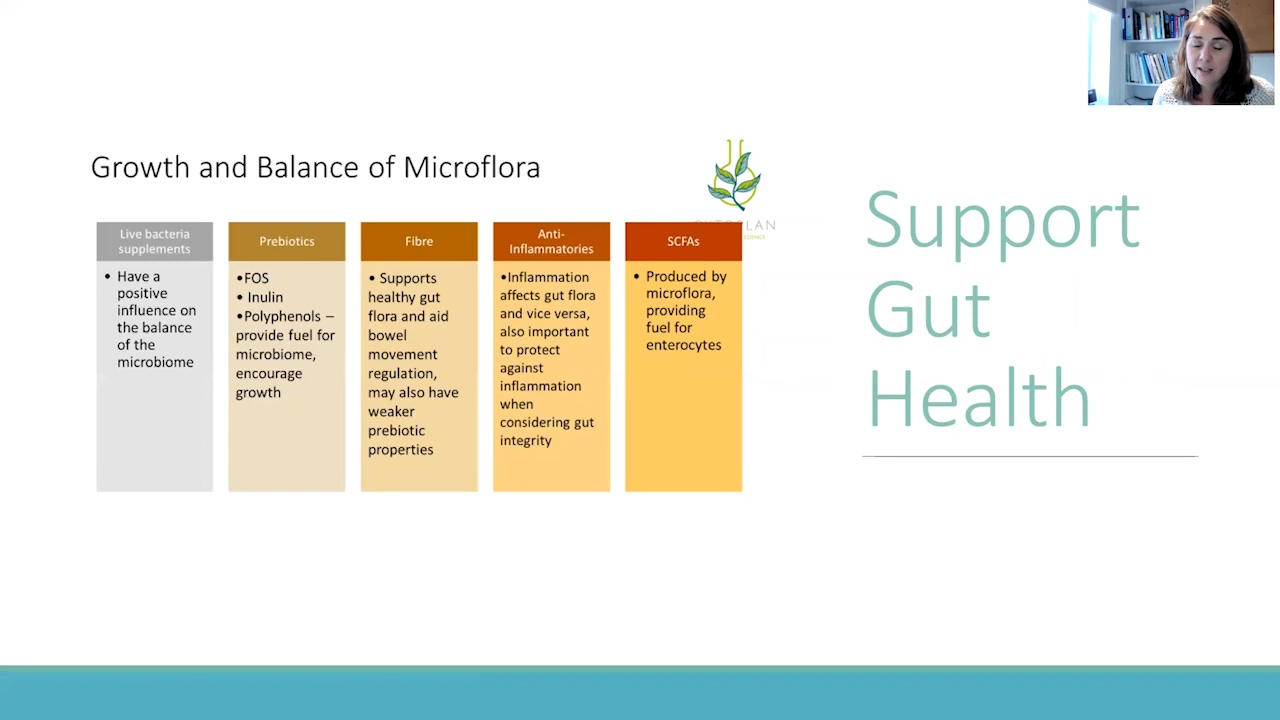 Growth and Balance of Microflora
Live bacteria
supplements
• Have a
positive
influence on
the balance
of the
microbiome
Prebiotics
•FOS
• Inulin
•Polyphenols –
provide fuel for
microbiome,
encourage
growth
Fibre
• Supports
healthy gut
flora and aid
bowel
movement
regulation,
may also have
weaker
prebiotic
properties
Anti-
Inflammatories
•Inflammation
affects gut flora
and vice versa,
also important
to protect
against
inflammation
when
considering gut
integrity
SCFAs
• Produced by
microflora,
providing
fuel for
enterocytes
SCIENCE
Support
Gut
Health